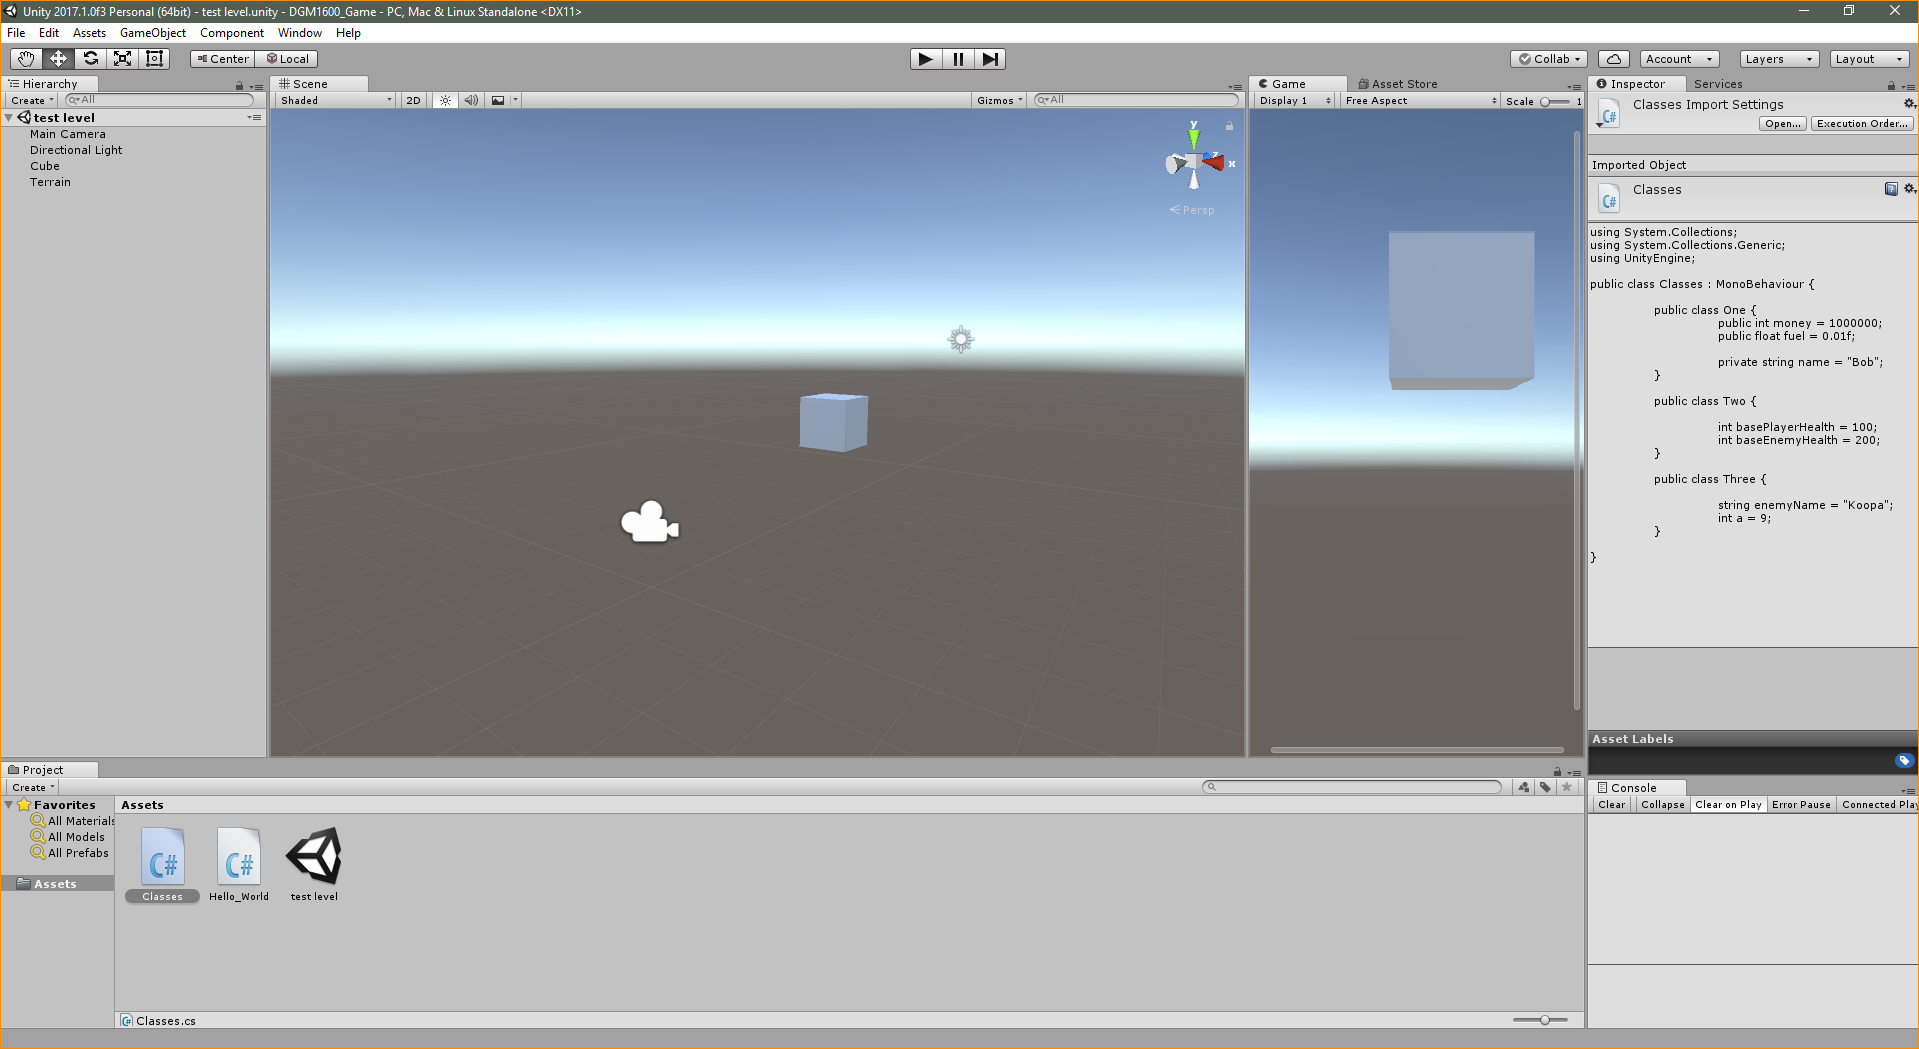 Unity 2017.1.0f3 Personal (64bit) - test level.unity - DGM1600_Game - PC, Mac & Linux Standalone <DX11>
File Edit Assets GameObject Component Window Help
Center Local
Collab Account Layers Layout
Hierarchy
Create All
test level
Main Camera
Directional Light
Cube
Terrain
Scene
Shaded 2D Gizmos All
y
z
x
Persp
Game Asset Store
Display 1 Free Aspect Scale 1
Inspector Services
C#
Classes Import Settings
Open... Execution Order...
Imported Object
C#
Classes
using System.Collections;
using System.Collections.Generic;
using UnityEngine;
public class Classes : MonoBehaviour {
public class One {
public int money = 1000000;
public float fuel = 0.01f;
private string name = "Bob";
}
public class Two {
int basePlayerHealth = 100;
int baseEnemyHealth = 200;
}
public class Three {
string enemyName = "Koopa";
int a = 9;
}
}
Asset Labels
Project
Create
Favorites
All Materials
All Models
All Prefabs
Assets
Assets
C# C#
Classes Hello_World test level
C# Classes.cs
Console
Clear Collapse Clear on Play Error Pause Connected Play